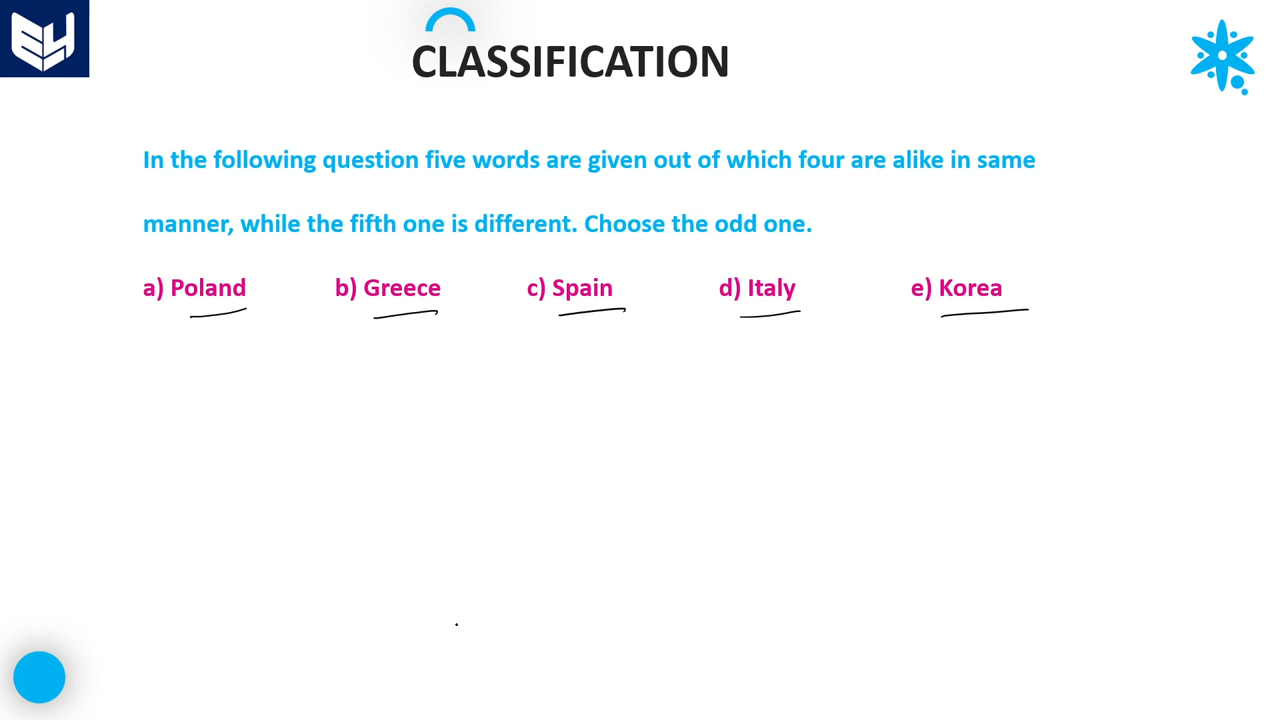 CLASSIFICATION
In the following question five words are given out of which four are alike in same
manner, while the fifth one is different. Choose the odd one.
a) Poland b) Greece c) Spain d) Italy e) Korea